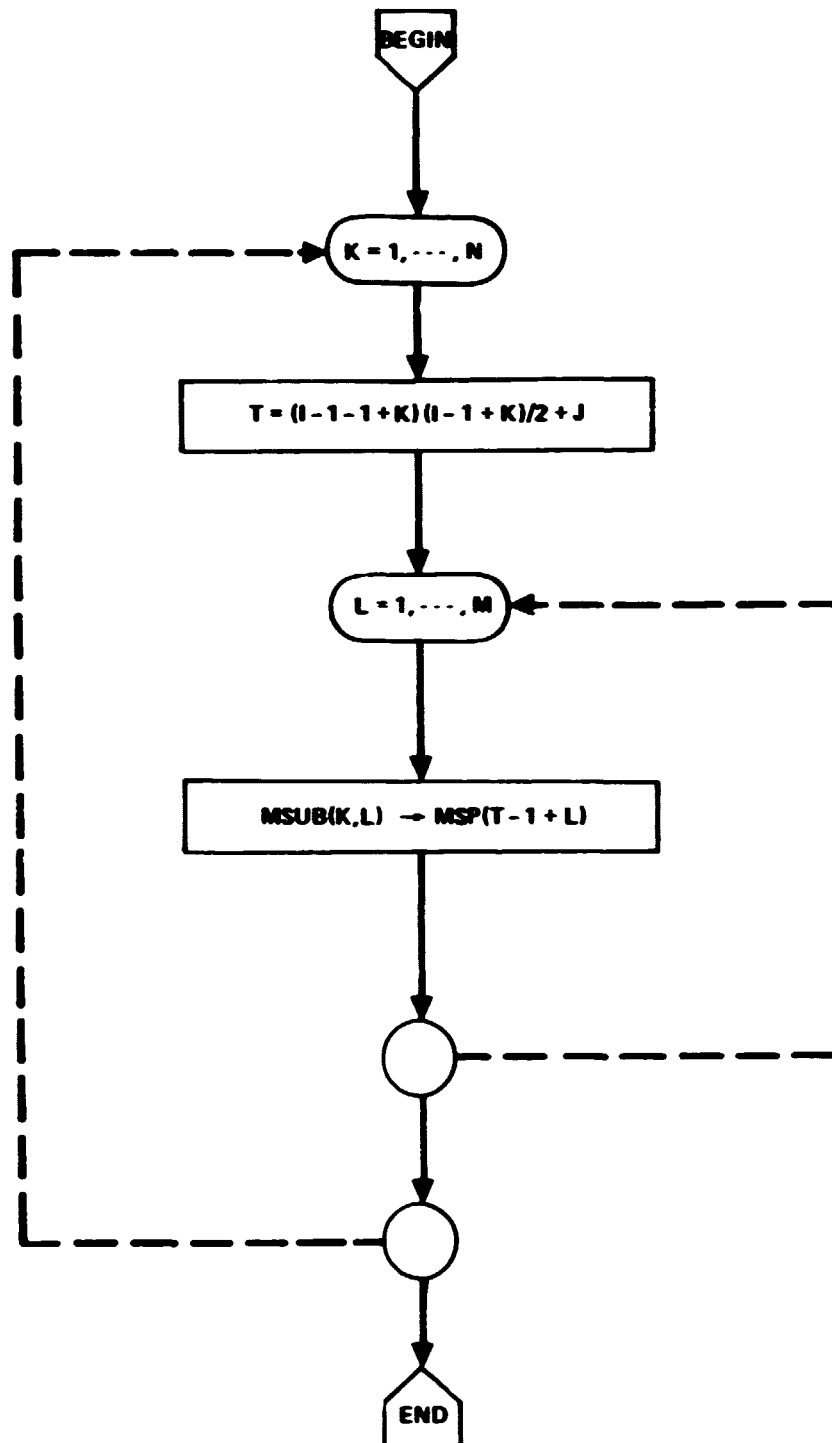 BEGIN
K = 1, ---, N
T = (I - 1 - 1 + K) (I - 1 + K)/2 + J
L = 1, ---, M
MSUB(K,L) → MSP(T - 1 + L)
END